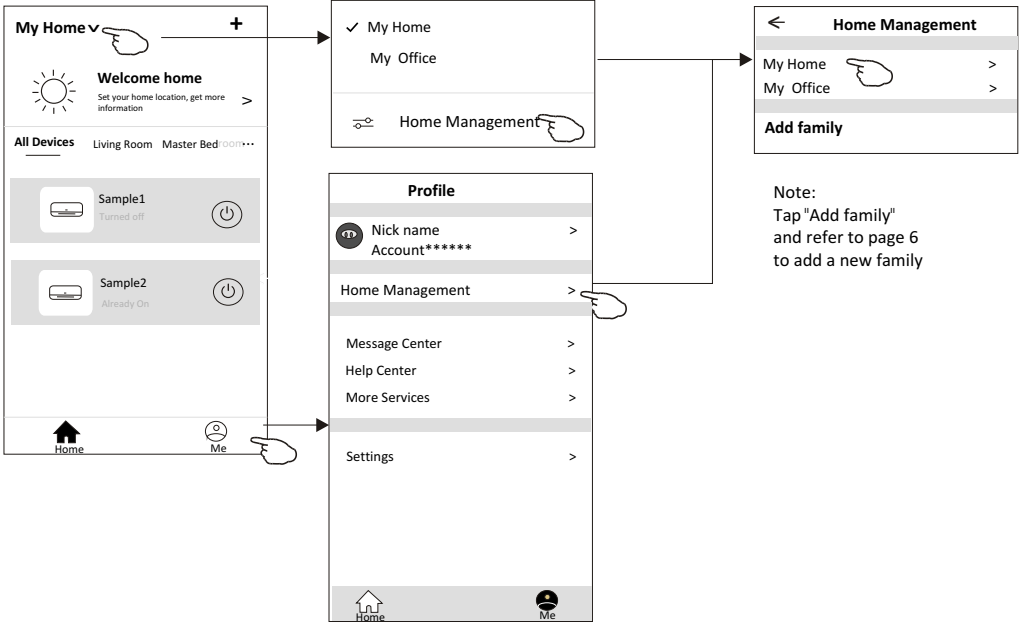 My Home
+
Welcome home
Set your home location, get more
information
>
All Devices
Living Room
Master Bedroom
...
Sample1
Turned off
Sample2
Already On
Home
Me
✓ My Home
My Office
Home Management
Profile
Nick name
>
Account******
Home Management
>
Message Center
>
Help Center
>
More Services
>
Settings
>
Home
Me
← Home Management
My Home
>
My Office
>
Add family
Note:
Tap "Add family"
and refer to page 6
to add a new family